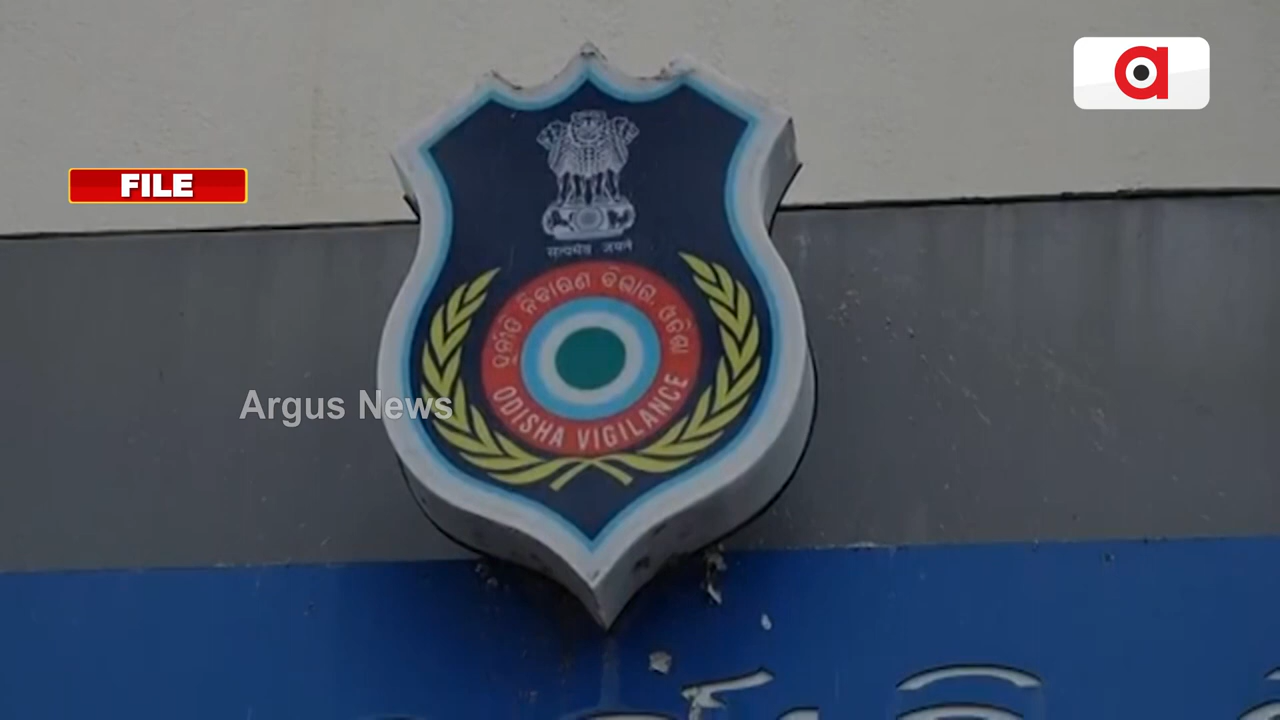 FILE
सत्यमेव जयते
ଦୁର୍ନୀତି ନିବାରଣ ବିଭାଗ, ଓଡ଼ିଶା
ODISHA VIGILANCE
Argus News